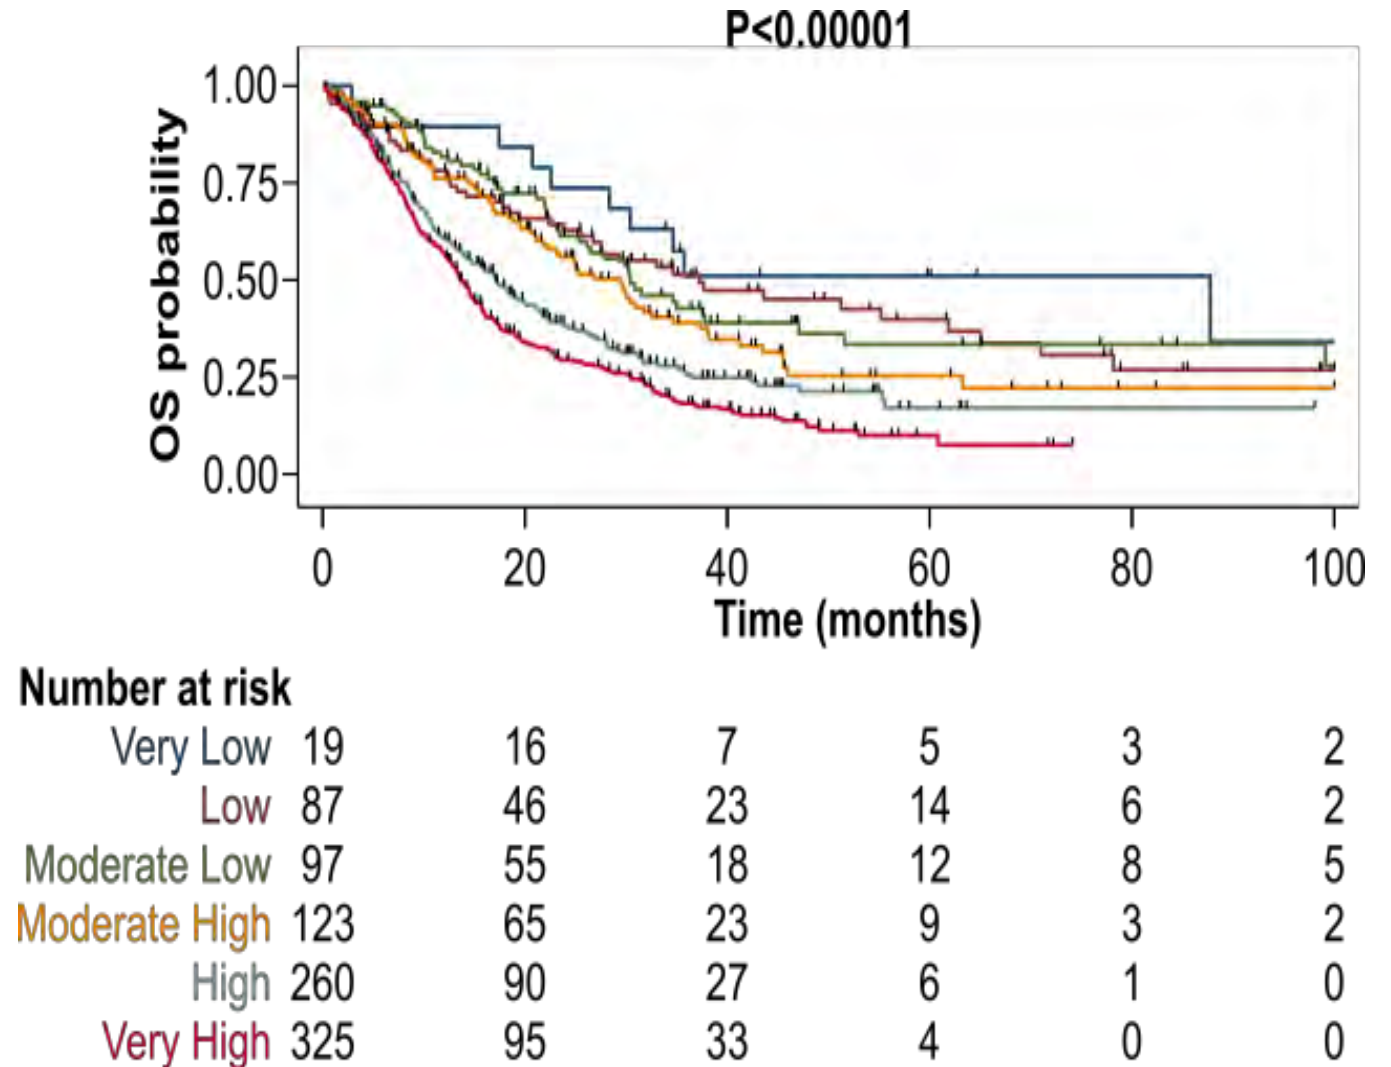 P<0.00001
OS probability
1.00
0.75
0.50
0.25
0.00
0 20 40 60 80 100
Time (months)
Number at risk
Very Low 19 16 7 5 3 2
Low 87 46 23 14 6 2
Moderate Low 97 55 18 12 8 5
Moderate High 123 65 23 9 3 2
High 260 90 27 6 1 0
Very High 325 95 33 4 0 0